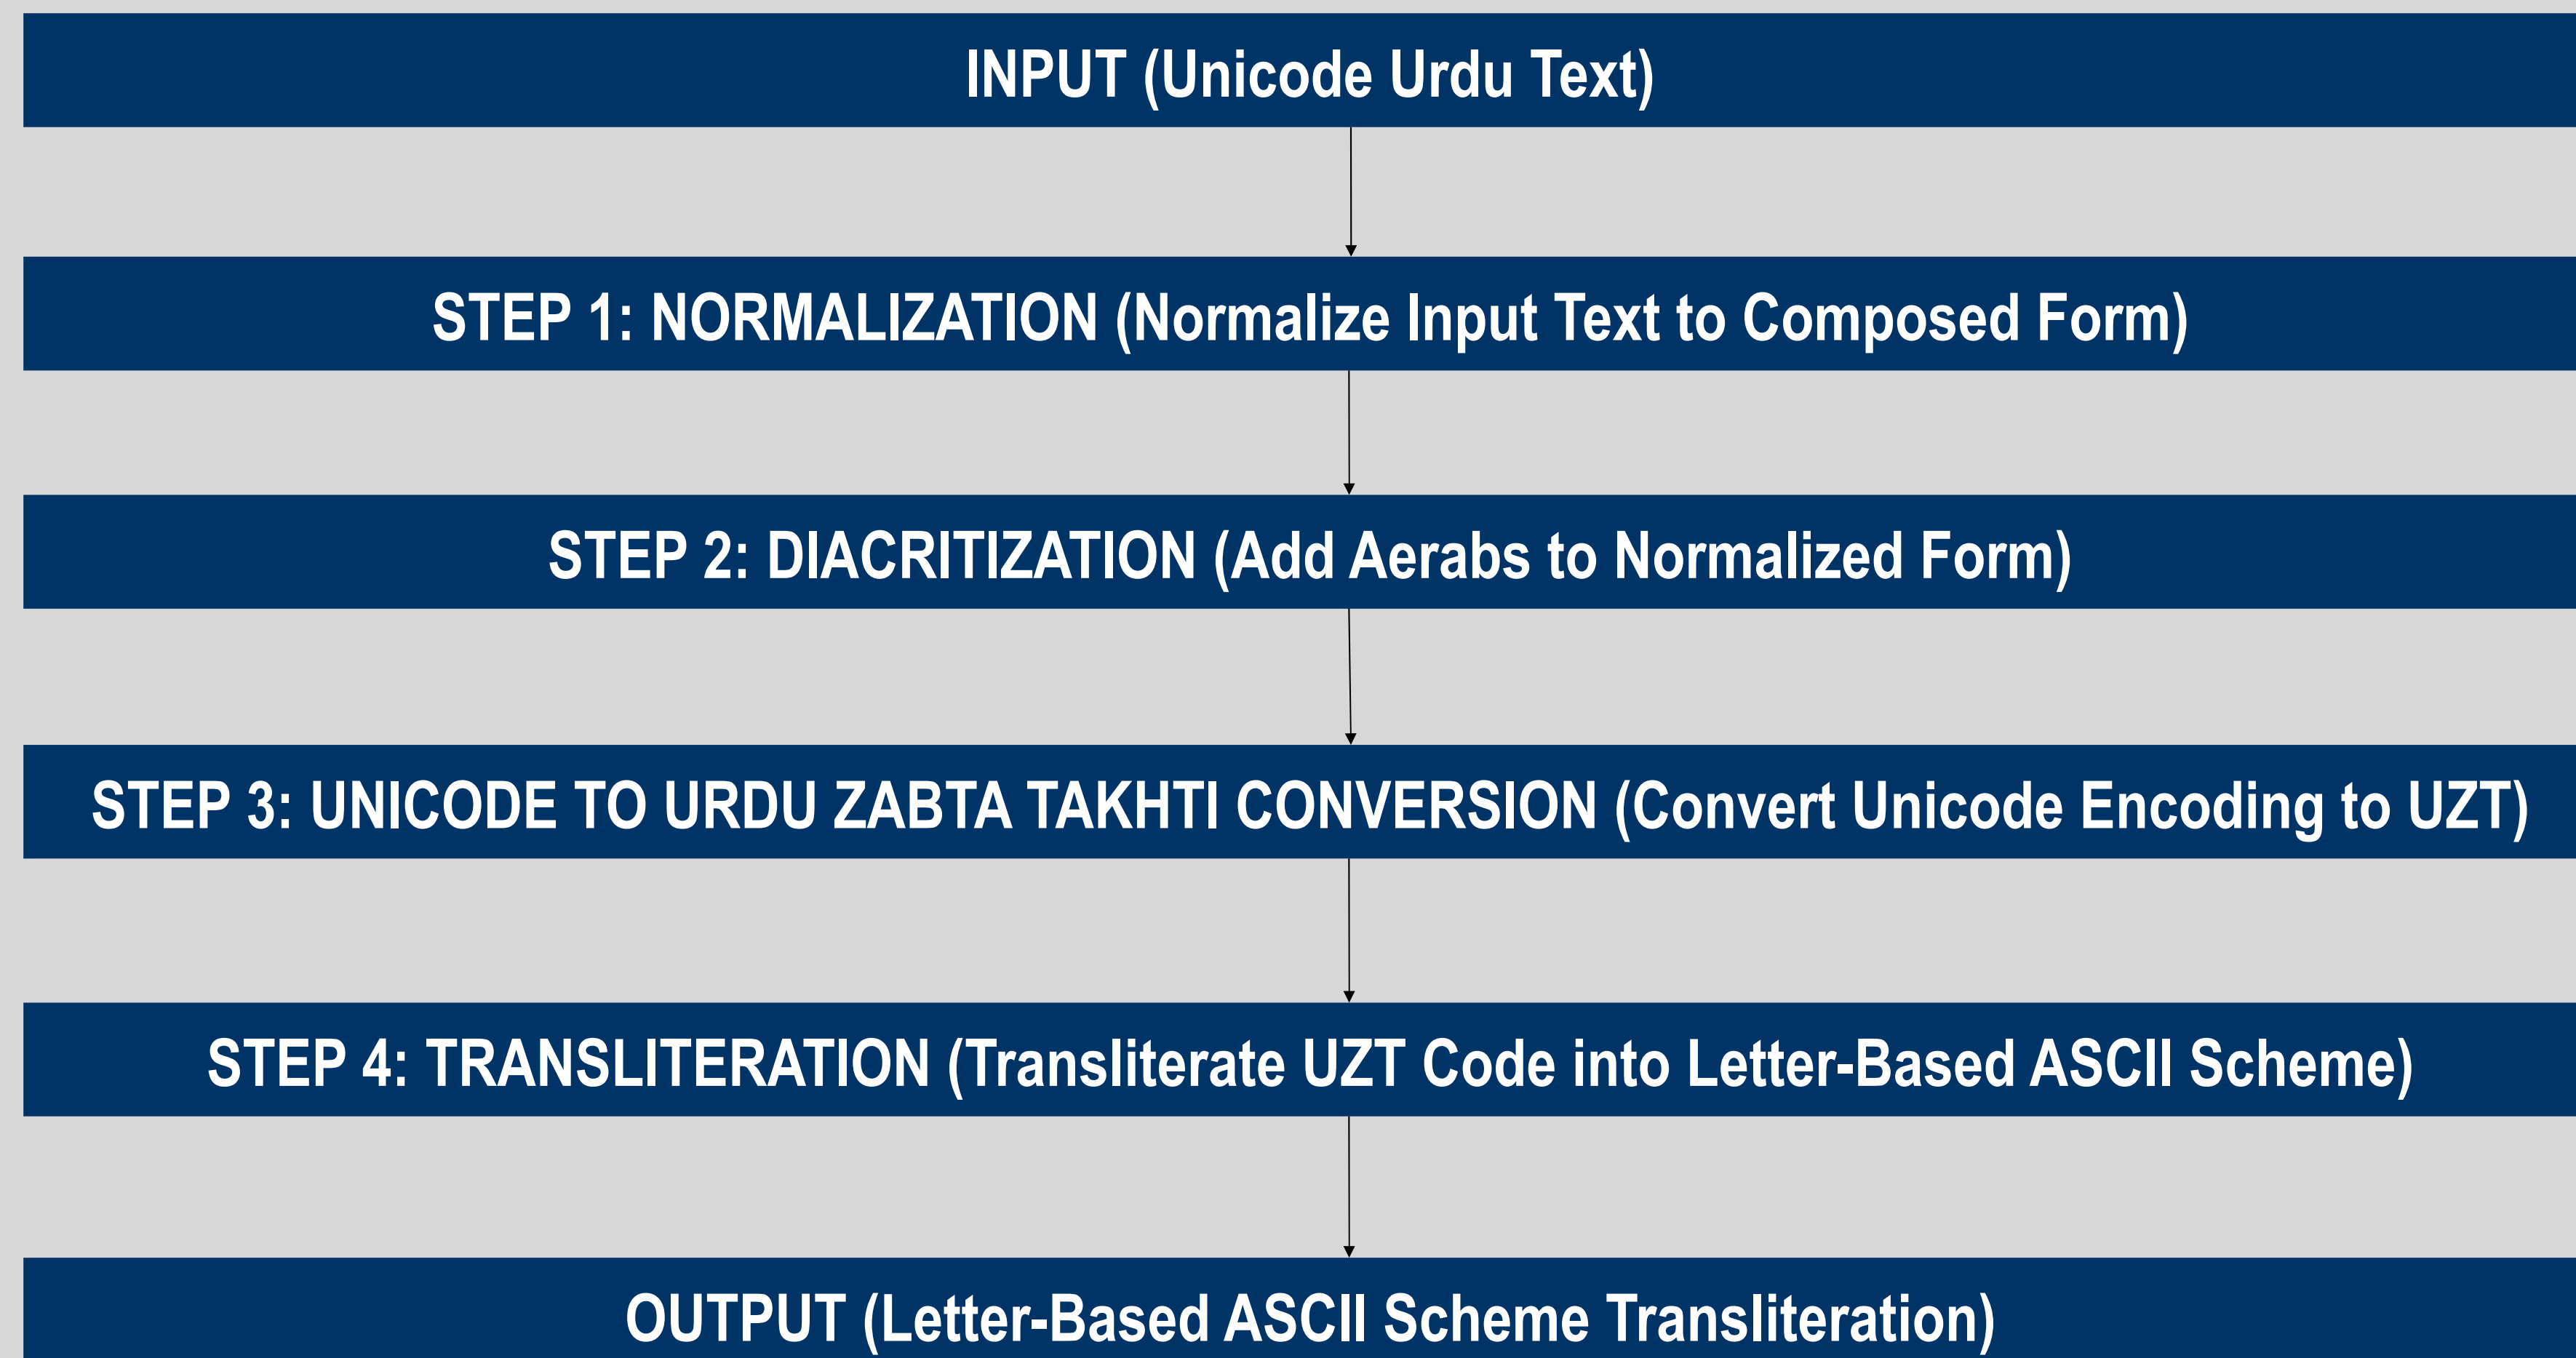 INPUT (Unicode Urdu Text)
STEP 1: NORMALIZATION (Normalize Input Text to Composed Form)
STEP 2: DIACRITIZATION (Add Aerabs to Normalized Form)
STEP 3: UNICODE TO URDU ZABTA TAKHTI CONVERSION (Convert Unicode Encoding to UZT)
STEP 4: TRANSLITERATION (Transliterate UZT Code into Letter-Based ASCII Scheme)
OUTPUT (Letter-Based ASCII Scheme Transliteration)